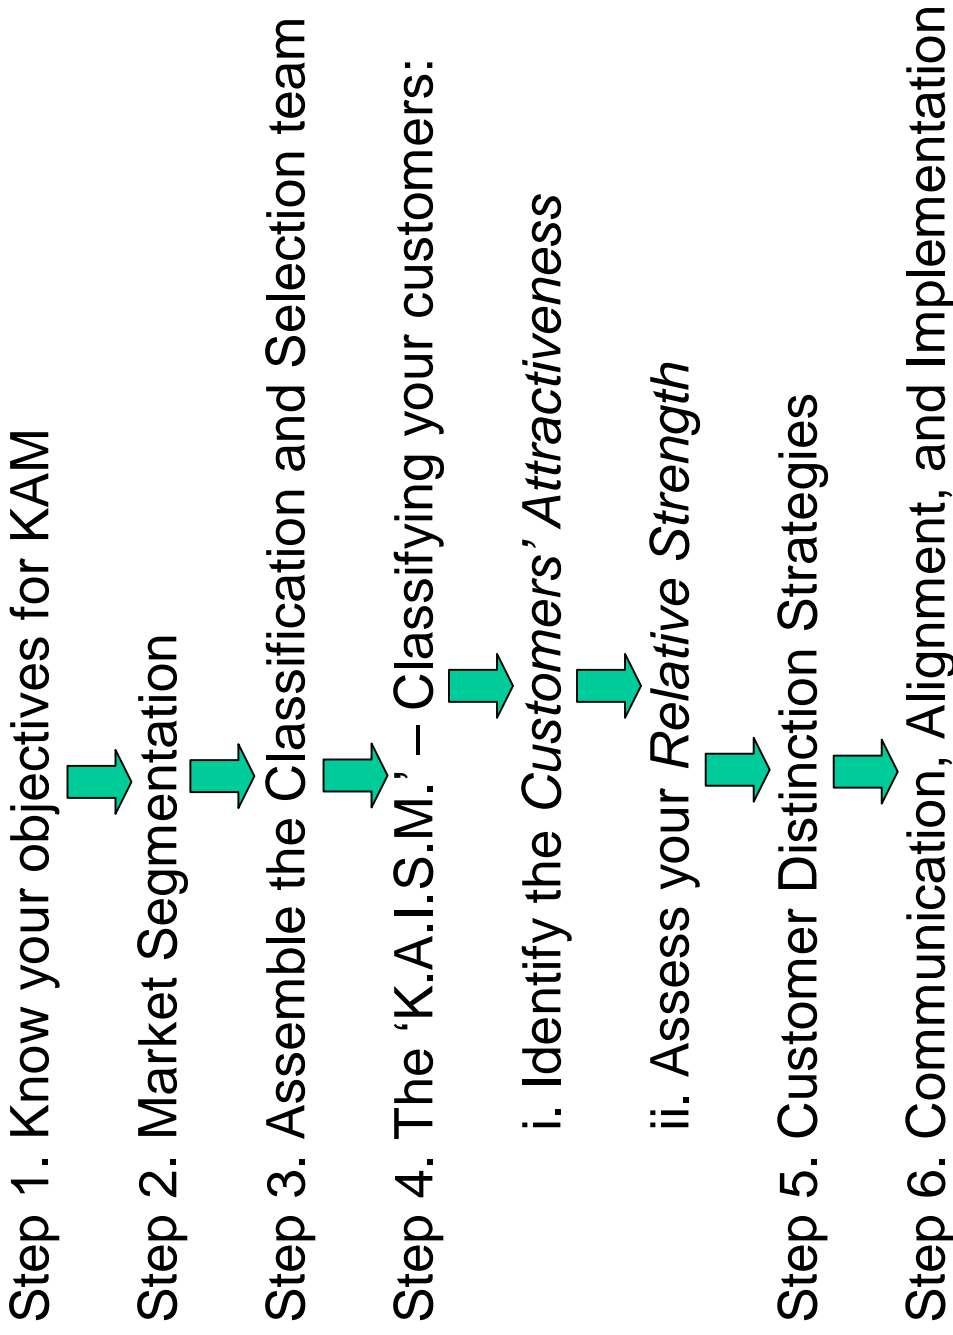 Step 1. Know your objectives for KAM
Step 2. Market Segmentation
Step 3. Assemble the Classification and Selection team
Step 4. The ‘K.A.I.S.M.’ – Classifying your customers:
i. Identify the Customers’ Attractiveness
ii. Assess your Relative Strength
Step 5. Customer Distinction Strategies
Step 6. Communication, Alignment, and Implementation